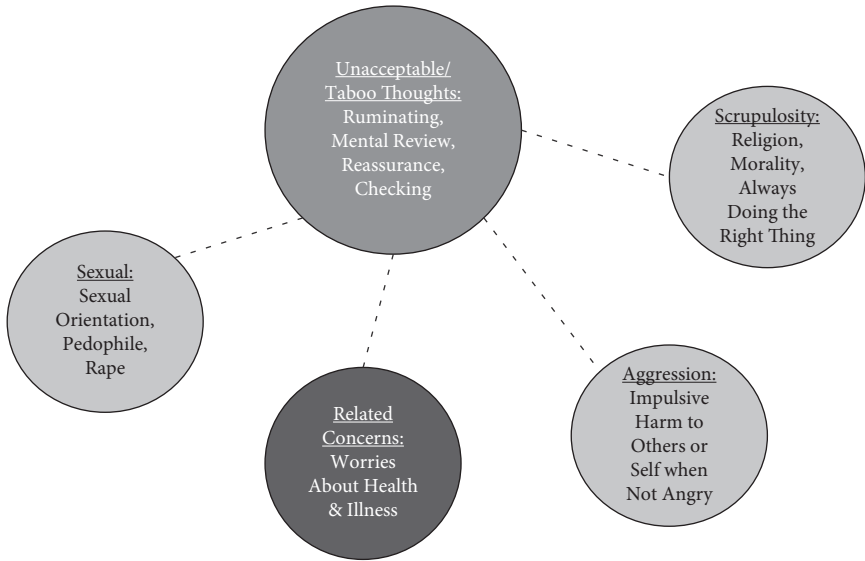 Unacceptable/
Taboo Thoughts:
Ruminating,
Mental Review,
Reassurance,
Checking
Scrupulosity:
Religion,
Morality,
Always
Doing the
Right Thing
Sexual:
Sexual
Orientation,
Pedophile,
Rape
Related
Concerns:
Worries
About Health
& Illness
Aggression:
Impulsive
Harm to
Others or
Self when
Not Angry